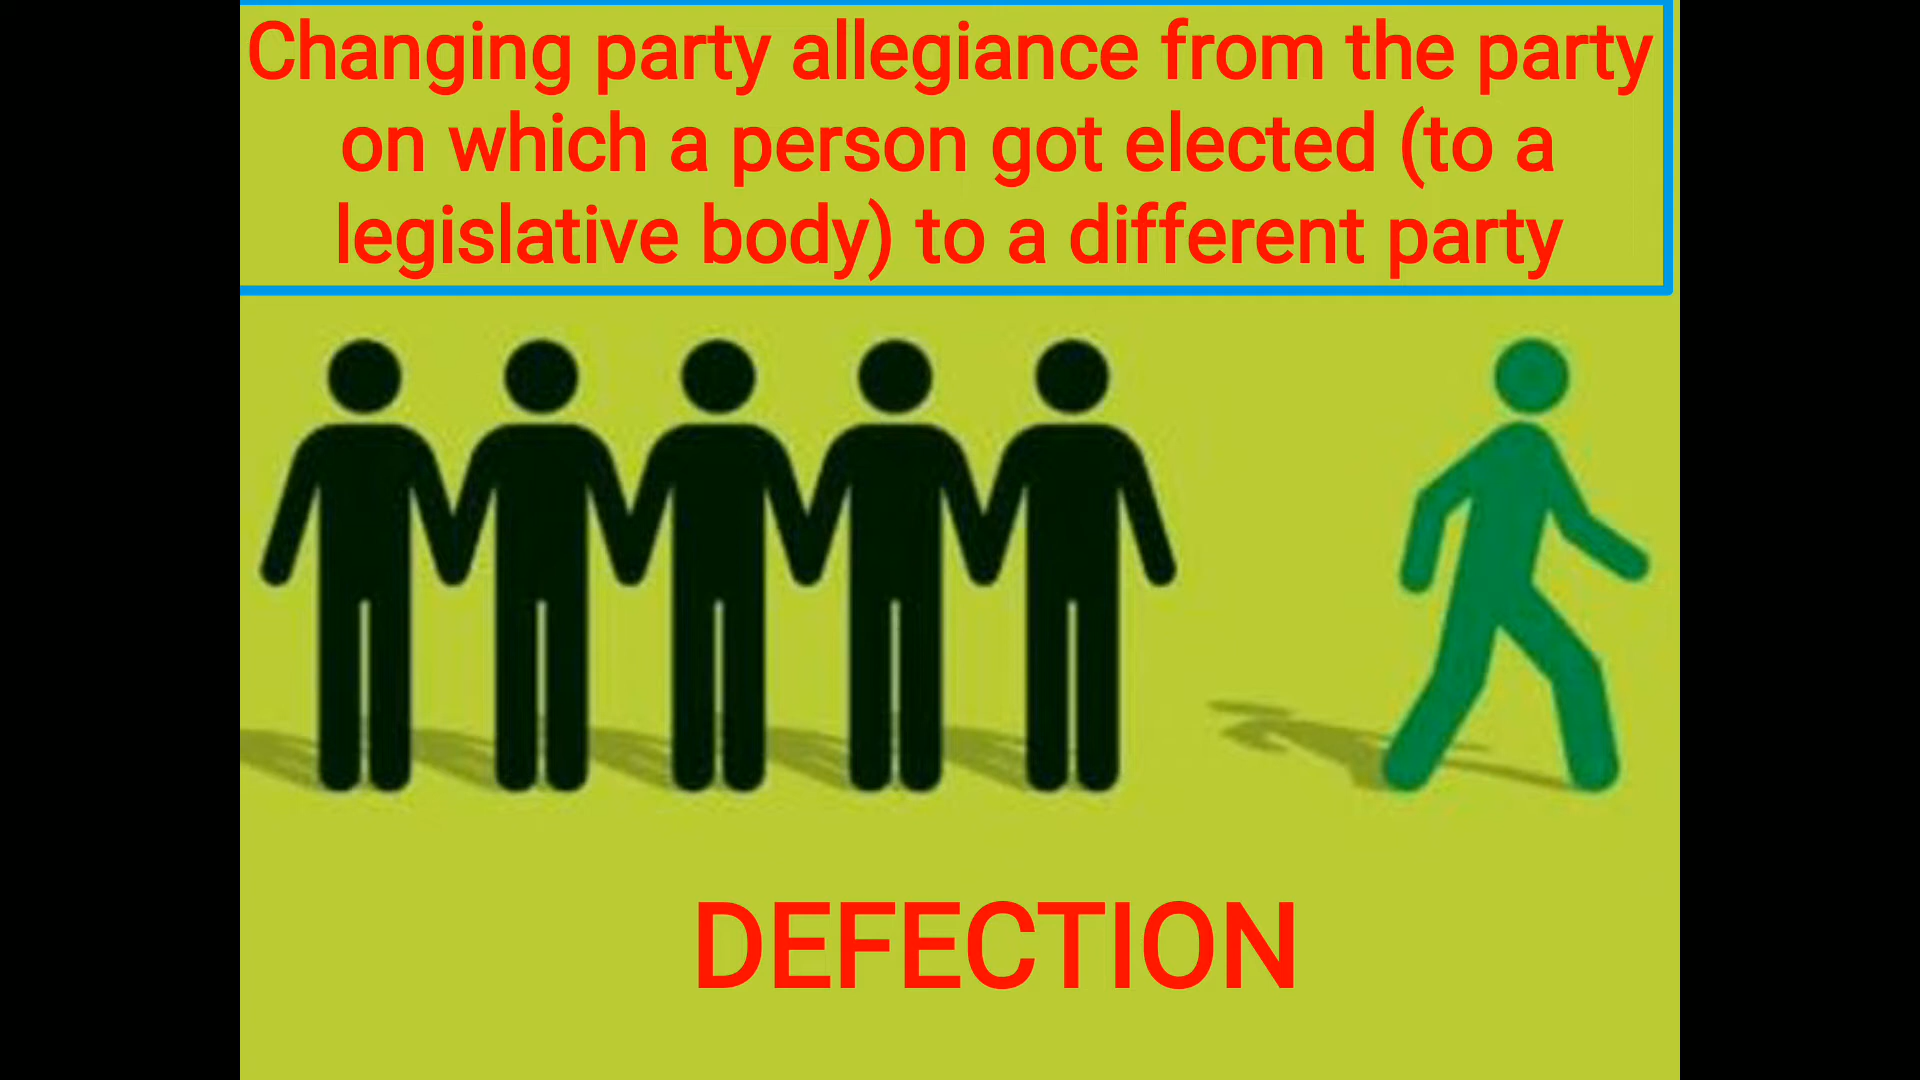 Changing party allegiance from the party
on which a person got elected (to a
legislative body) to a different party
DEFECTION